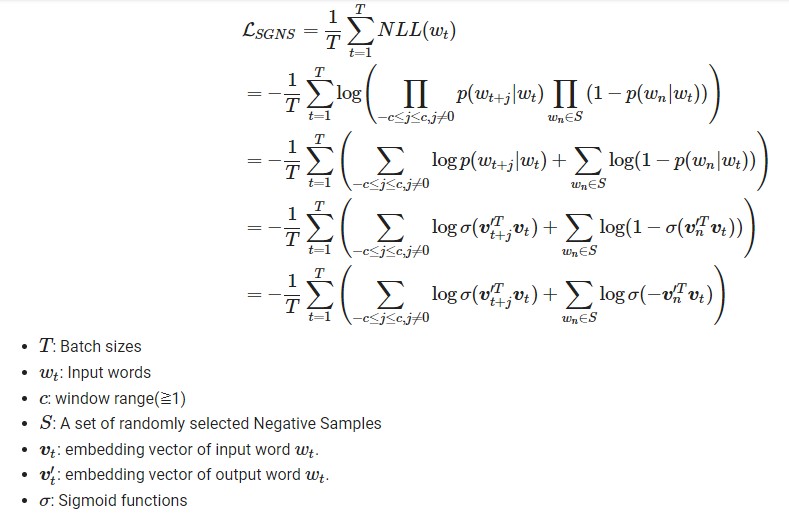 $\mathcal{L}_{SGNS} = \frac{1}{T}\sum_{t=1}^{T} NLL(w_t)$
$= -\frac{1}{T}\sum_{t=1}^{T} \log\left(\prod_{-c \leq j \leq c, j \neq 0} p(w_{t+j}|w_t) \prod_{w_n \in S} (1 - p(w_n|w_t))\right)$
$= -\frac{1}{T}\sum_{t=1}^{T} \left(\sum_{-c \leq j \leq c, j \neq 0} \log p(w_{t+j}|w_t) + \sum_{w_n \in S} \log(1 - p(w_n|w_t))\right)$
$= -\frac{1}{T}\sum_{t=1}^{T} \left(\sum_{-c \leq j \leq c, j \neq 0} \log \sigma(\boldsymbol{v}_{t+j}^{\prime T} \boldsymbol{v}_t) + \sum_{w_n \in S} \log(1 - \sigma(\boldsymbol{v}_n^{\prime T} \boldsymbol{v}_t))\right)$
$= -\frac{1}{T}\sum_{t=1}^{T} \left(\sum_{-c \leq j \leq c, j \neq 0} \log \sigma(\boldsymbol{v}_{t+j}^{\prime T} \boldsymbol{v}_t) + \sum_{w_n \in S} \log \sigma(-\boldsymbol{v}_n^{\prime T} \boldsymbol{v}_t)\right)$
• $T$: Batch sizes
• $w_t$: Input words
• $c$: window range(≧1)
• $S$: A set of randomly selected Negative Samples
• $\boldsymbol{v}_t$: embedding vector of input word $w_t$.
• $\boldsymbol{v}_t^{\prime}$: embedding vector of output word $w_t$.
• $\sigma$: Sigmoid functions